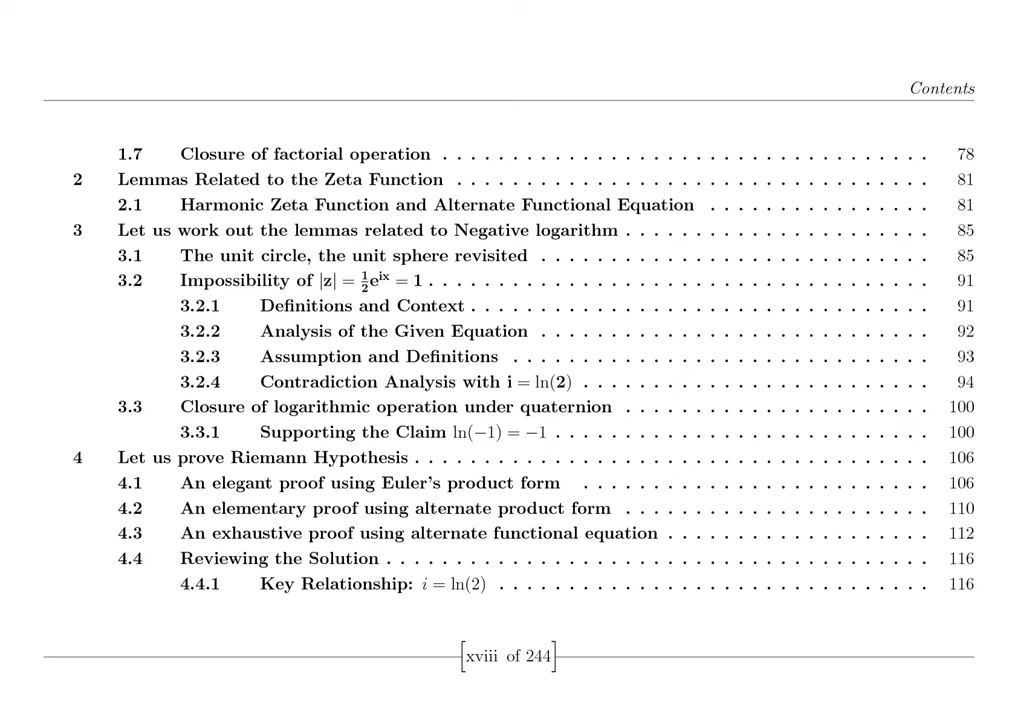 Contents
1.7 Closure of factorial operation . . . . . . . . . . . . . . . . . . . . . . . . . . . . . . . . . . . 78
2 Lemmas Related to the Zeta Function . . . . . . . . . . . . . . . . . . . . . . . . . . . . . . . . . . 81
2.1 Harmonic Zeta Function and Alternate Functional Equation . . . . . . . . . . . . . . . . 81
3 Let us work out the lemmas related to Negative logarithm . . . . . . . . . . . . . . . . . . . . . . 85
3.1 The unit circle, the unit sphere revisited . . . . . . . . . . . . . . . . . . . . . . . . . . . . 85
3.2 Impossibility of |z| = ½e^{ix} = 1 . . . . . . . . . . . . . . . . . . . . . . . . . . . . . . . . . . . . 91
3.2.1 Definitions and Context . . . . . . . . . . . . . . . . . . . . . . . . . . . . . . . . . 91
3.2.2 Analysis of the Given Equation . . . . . . . . . . . . . . . . . . . . . . . . . . . . 92
3.2.3 Assumption and Definitions . . . . . . . . . . . . . . . . . . . . . . . . . . . . . . 93
3.2.4 Contradiction Analysis with i = ln(2) . . . . . . . . . . . . . . . . . . . . . . . . . 94
3.3 Closure of logarithmic operation under quaternion . . . . . . . . . . . . . . . . . . . . . . 100
3.3.1 Supporting the Claim ln(−1) = −1 . . . . . . . . . . . . . . . . . . . . . . . . . . . 100
4 Let us prove Riemann Hypothesis . . . . . . . . . . . . . . . . . . . . . . . . . . . . . . . . . . . . . 106
4.1 An elegant proof using Euler's product form . . . . . . . . . . . . . . . . . . . . . . . . . 106
4.2 An elementary proof using alternate product form . . . . . . . . . . . . . . . . . . . . . . 110
4.3 An exhaustive proof using alternate functional equation . . . . . . . . . . . . . . . . . . . 112
4.4 Reviewing the Solution . . . . . . . . . . . . . . . . . . . . . . . . . . . . . . . . . . . . . . . 116
4.4.1 Key Relationship: i = ln(2) . . . . . . . . . . . . . . . . . . . . . . . . . . . . . . . 116
xviii of 244